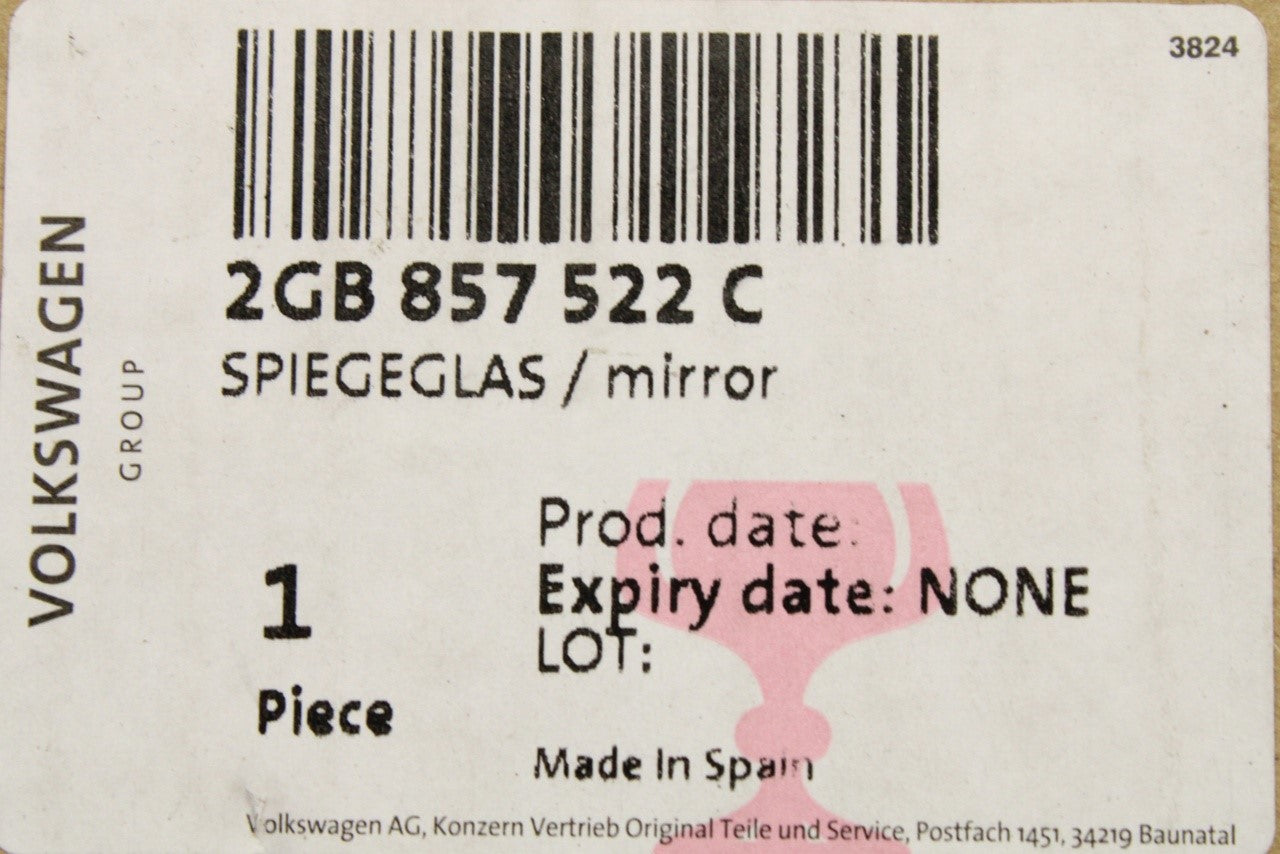 3824
VOLKSWAGEN
GROUP
2GB 857 522 C
SPIEGEGLAS / mirror
Prod. date:
Expiry date: NONE
LOT:
1
Piece
Made In Spain
Volkswagen AG, Konzern Vertrieb Original Teile und Service, Postfach 1451, 34219 Baunatal